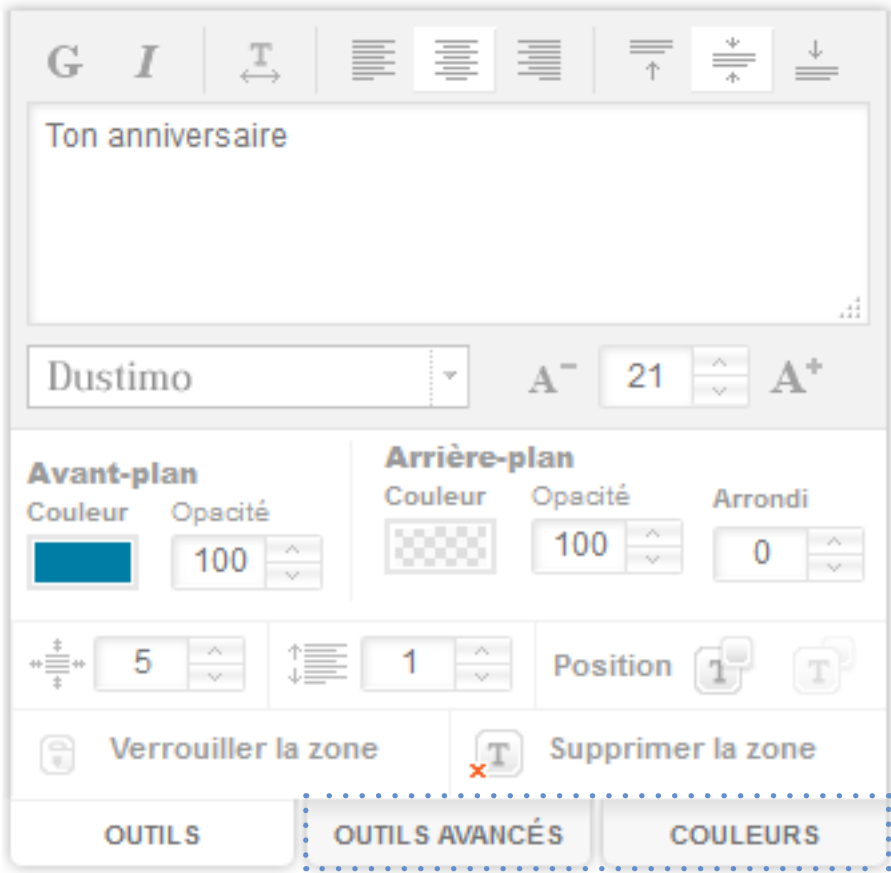 G I T
Ton anniversaire
Dustimo A- 21 A+
Avant-plan Arrière-plan
Couleur Opacité Couleur Opacité Arrondi
100 100 0
5 1 Position T T
Verrouiller la zone T Supprimer la zone
OUTILS OUTILS AVANCÉS COULEURS